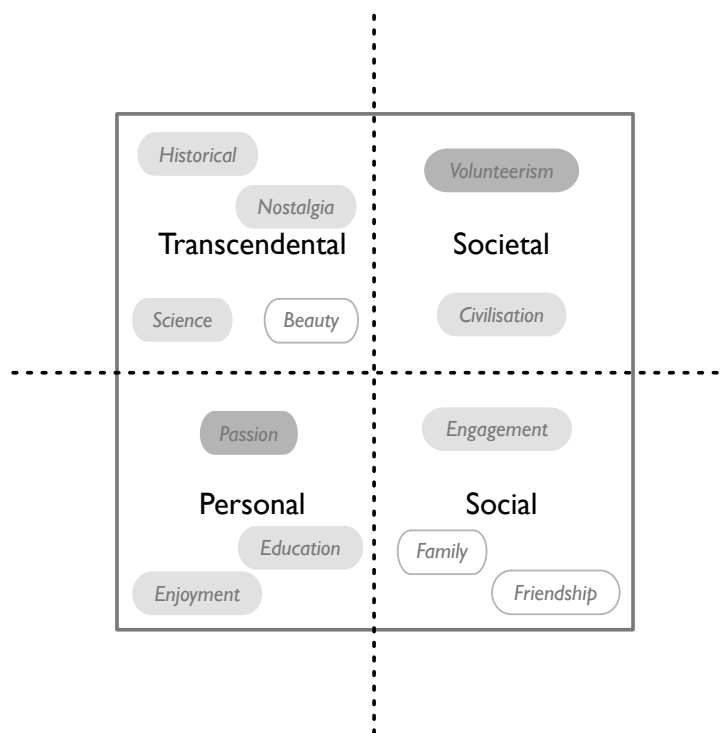 Historical
Nostalgia
Transcendental
Science
Beauty
Volunteerism
Societal
Civilisation
Passion
Personal
Education
Enjoyment
Engagement
Social
Family
Friendship